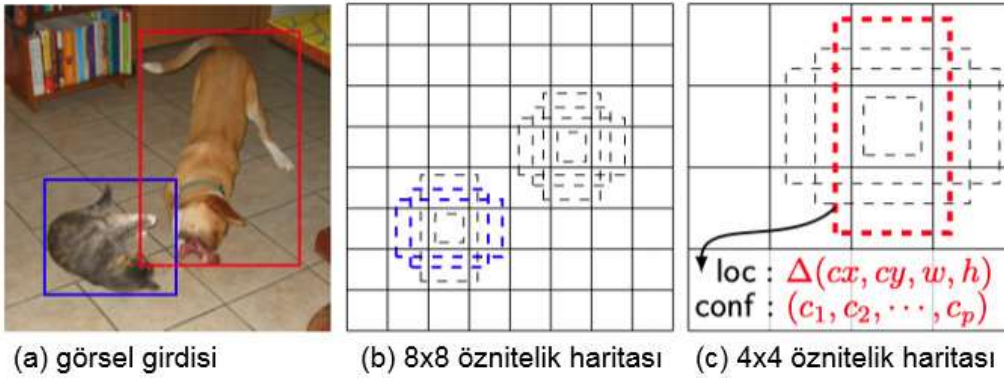 loc : Δ(cx, cy, w, h)
conf : (c₁, c₂, ⋯, cₚ)
(a) görsel girdisi
(b) 8x8 öznitelik haritası
(c) 4x4 öznitelik haritası